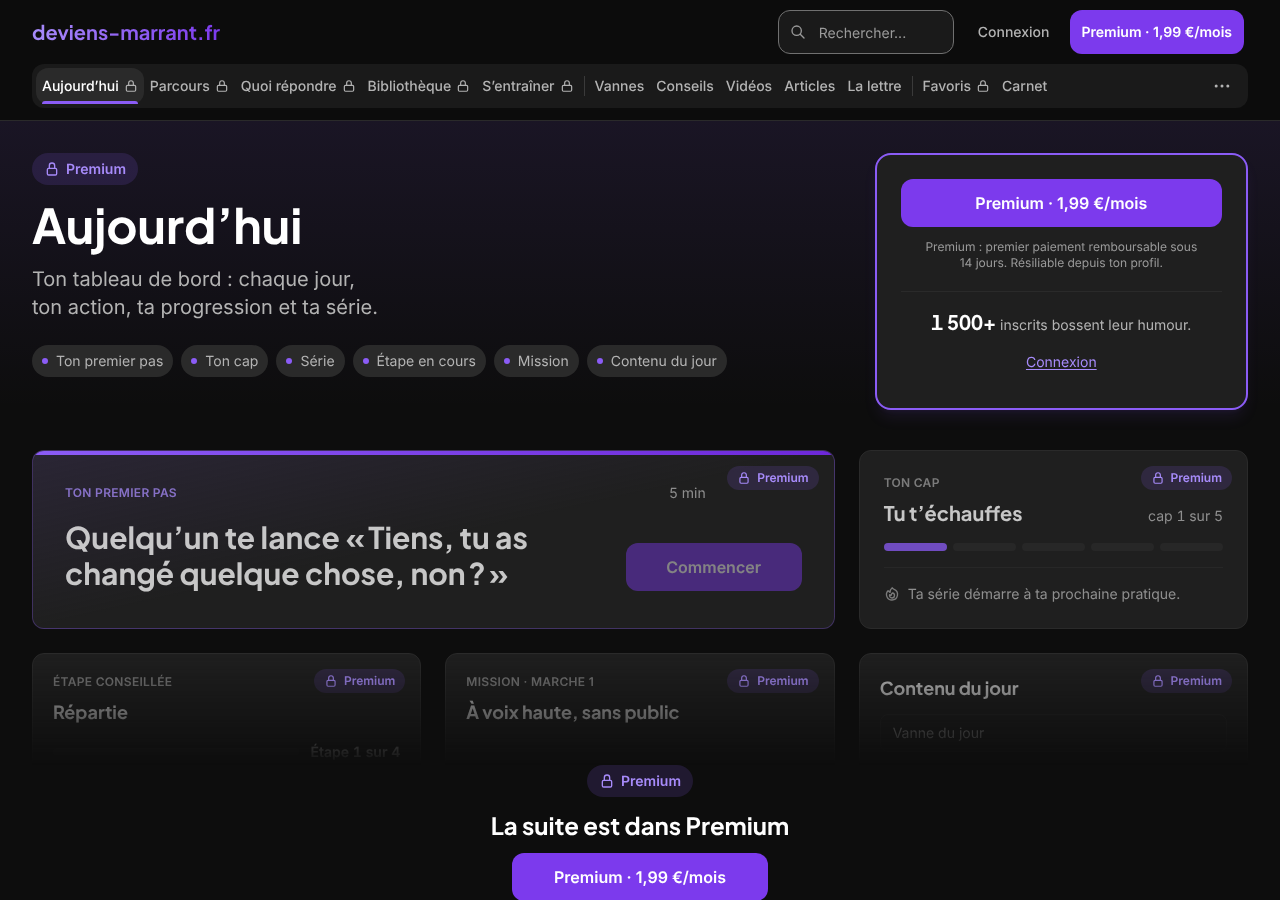 deviens-marrant.fr
Rechercher...
Connexion
Premium · 1,99 €/mois
Aujourd’hui
Parcours
Quoi répondre
Bibliothèque
S’entraîner
Vannes
Conseils
Vidéos
Articles
La lettre
Favoris
Carnet
Premium
Aujourd’hui
Ton tableau de bord : chaque jour,
ton action, ta progression et ta série.
Ton premier pas
Ton cap
Série
Étape en cours
Mission
Contenu du jour
Premium · 1,99 €/mois
Premium : premier paiement remboursable sous
14 jours. Résiliable depuis ton profil.
1 500+ inscrits bossent leur humour.
Connexion
Premium
TON PREMIER PAS
5 min
Quelqu’un te lance « Tiens, tu as
changé quelque chose, non ? »
Commencer
Premium
TON CAP
Tu t’échauffes
cap 1 sur 5
Ta série démarre à ta prochaine pratique.
ÉTAPE CONSEILLÉE
Premium
Répartie
Étape 1 sur 4
MISSION · MARCHE 1
Premium
À voix haute, sans public
Contenu du jour
Premium
Vanne du jour
Premium
La suite est dans Premium
Premium · 1,99 €/mois